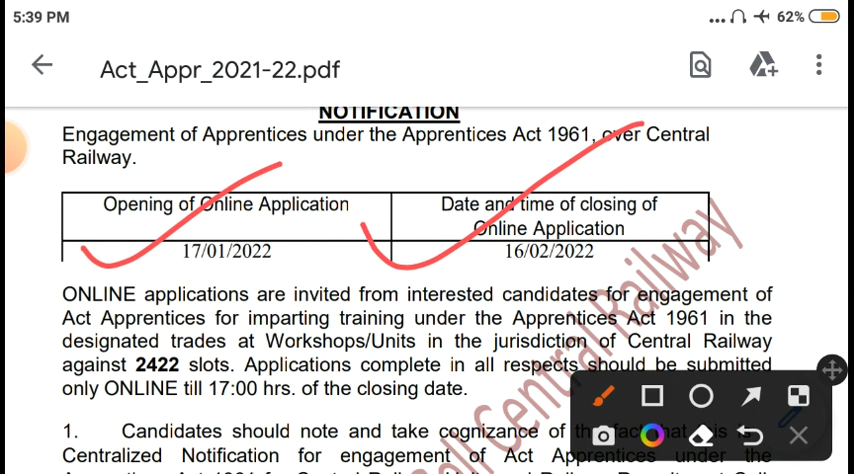 5:39 PM
62%
Act_Appr_2021-22.pdf
NOTIFICATION
Engagement of Apprentices under the Apprentices Act 1961, over Central
Railway.
Opening of Online Application
Date and time of closing of
Online Application
17/01/2022
16/02/2022
ONLINE applications are invited from interested candidates for engagement of
Act Apprentices for imparting training under the Apprentices Act 1961 in the
designated trades at Workshops/Units in the jurisdiction of Central Railway
against 2422 slots. Applications complete in all respects should be submitted
only ONLINE till 17:00 hrs. of the closing date.
1. Candidates should note and take cognizance of the fact that this is
Centralized Notification for engagement of Act Apprentices under the
Central Railway